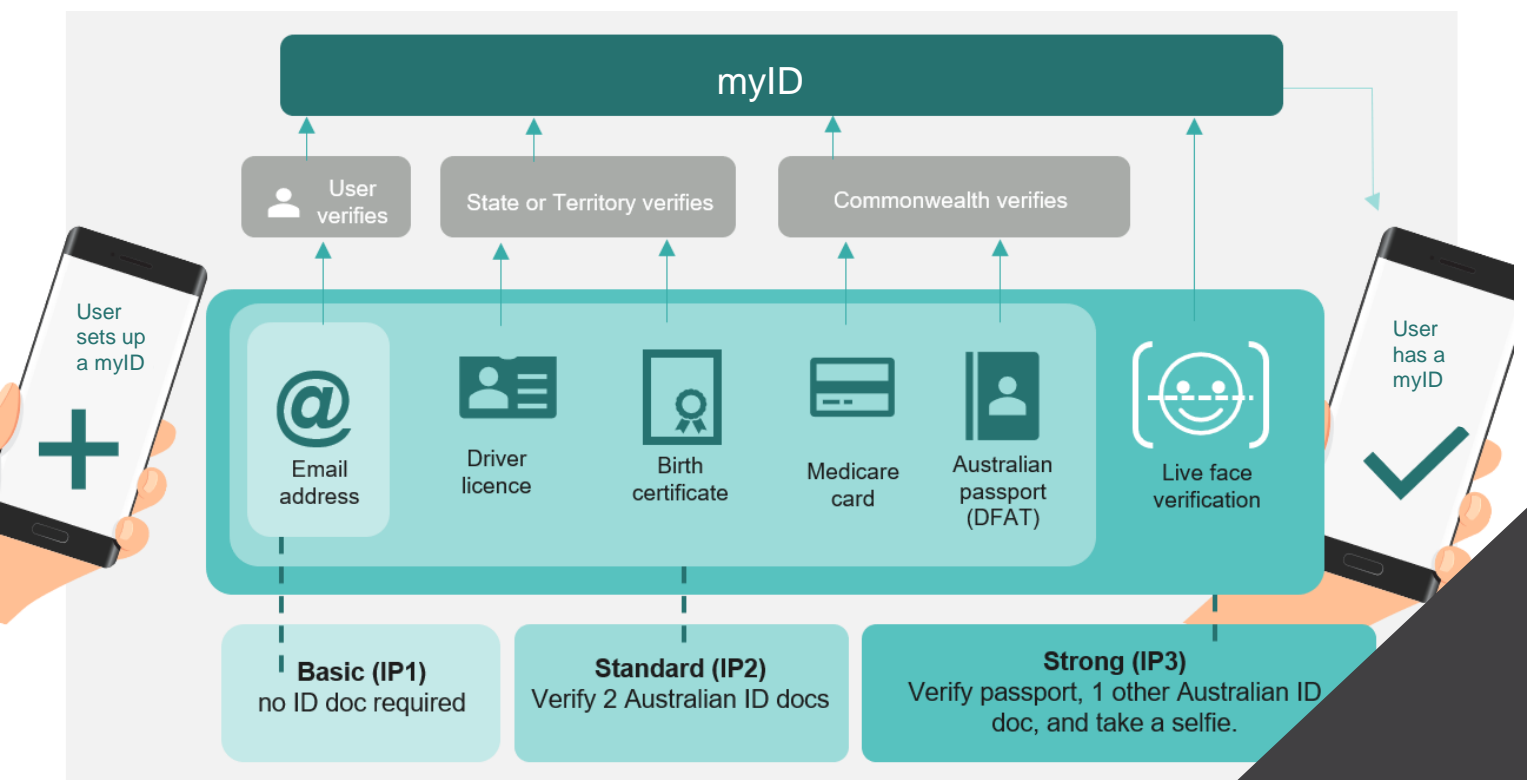 myID
User
verifies
State or Territory verifies
Commonwealth verifies
User
sets up
a myID
@
Email
address
Driver
licence
Birth
certificate
Medicare
card
Australian
passport
(DFAT)
Live face
verification
User
has a
myID
Basic (IP1)
no ID doc required
Standard (IP2)
Verify 2 Australian ID docs
Strong (IP3)
Verify passport, 1 other Australian ID
doc, and take a selfie.